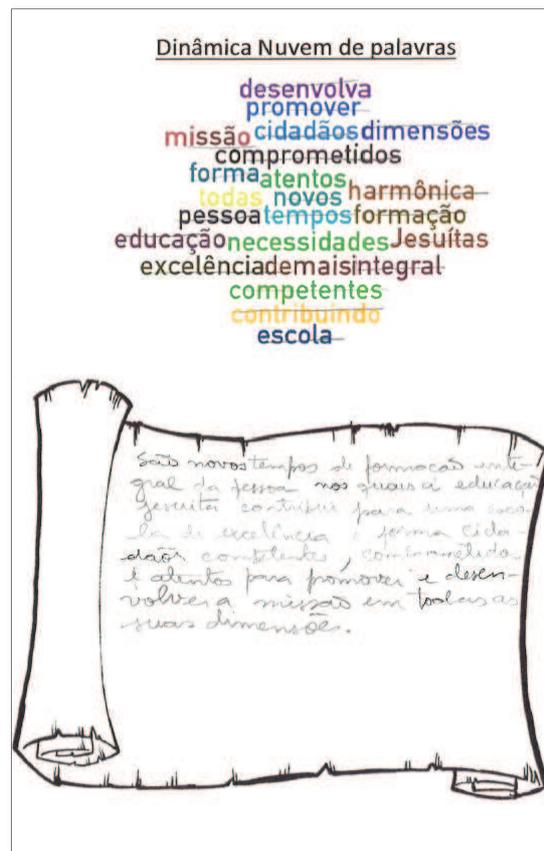 Dinâmica Nuvem de palavras
desenvolva
promover
missão cidadãos dimensões
comprometidos
forma atentos
todas novos harmônica
pessoa tempos formação
educação necessidades Jesuítas
excelência demais integral
competentes
contribuindo
escola
São novos tempos de formação inte-
gral da pessoa nos quais a educação
jesuíta contribui para uma esco-
la de excelência e forma cida-
dãos competentes, comprometidos
e atentos para promover e desen-
volver a missão em todas as
suas dimensões.